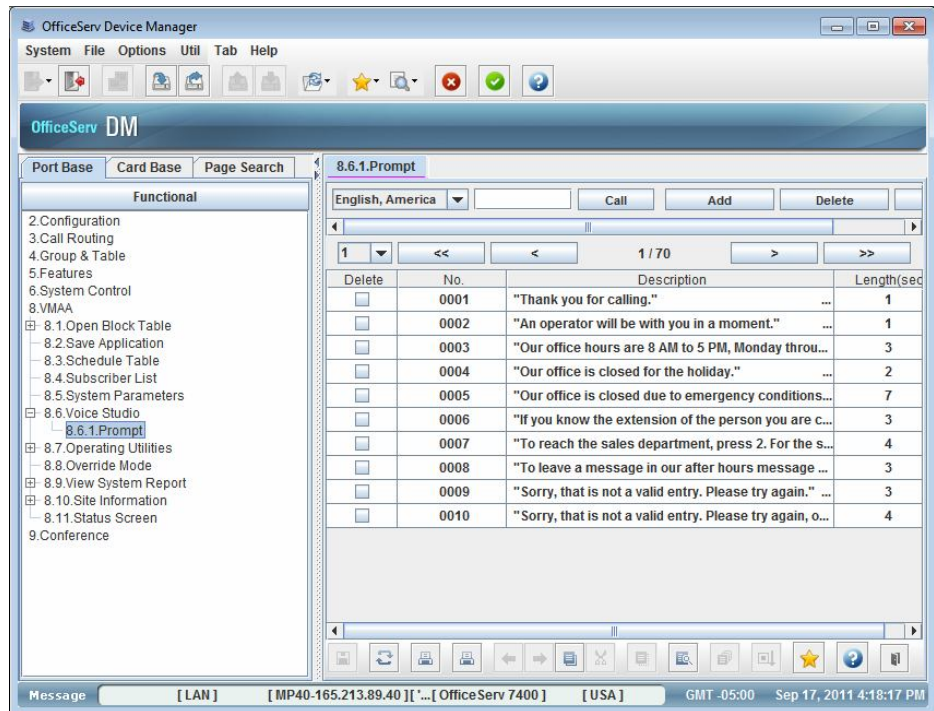 OfficeServ Device Manager
System File Options Util Tab Help
OfficeServ DM
Port Base Card Base Page Search
Functional
2.Configuration
3.Call Routing
4.Group & Table
5.Features
6.System Control
8.VMAA
8.1.Open Block Table
8.2.Save Application
8.3.Schedule Table
8.4.Subscriber List
8.5.System Parameters
8.6.Voice Studio
8.6.1.Prompt
8.7.Operating Utilities
8.8.Override Mode
8.9.View System Report
8.10.Site Information
8.11.Status Screen
9.Conference
8.6.1.Prompt
English, America Call Add Delete
1 << < 1 / 70 > >>
Delete No. Description Length(sec
0001 "Thank you for calling." ... 1
0002 "An operator will be with you in a moment." ... 1
0003 "Our office hours are 8 AM to 5 PM, Monday throu... 3
0004 "Our office is closed for the holiday." ... 2
0005 "Our office is closed due to emergency conditions... 7
0006 "If you know the extension of the person you are c... 3
0007 "To reach the sales department, press 2. For the s... 4
0008 "To leave a message in our after hours message ... 3
0009 "Sorry, that is not a valid entry. Please try again." ... 3
0010 "Sorry, that is not a valid entry. Please try again, o... 4
Message [ LAN ] [ MP40-165.213.89.40 ][ '...[ OfficeServ 7400 ] [ USA ] GMT -05:00 Sep 17, 2011 4:18:17 PM